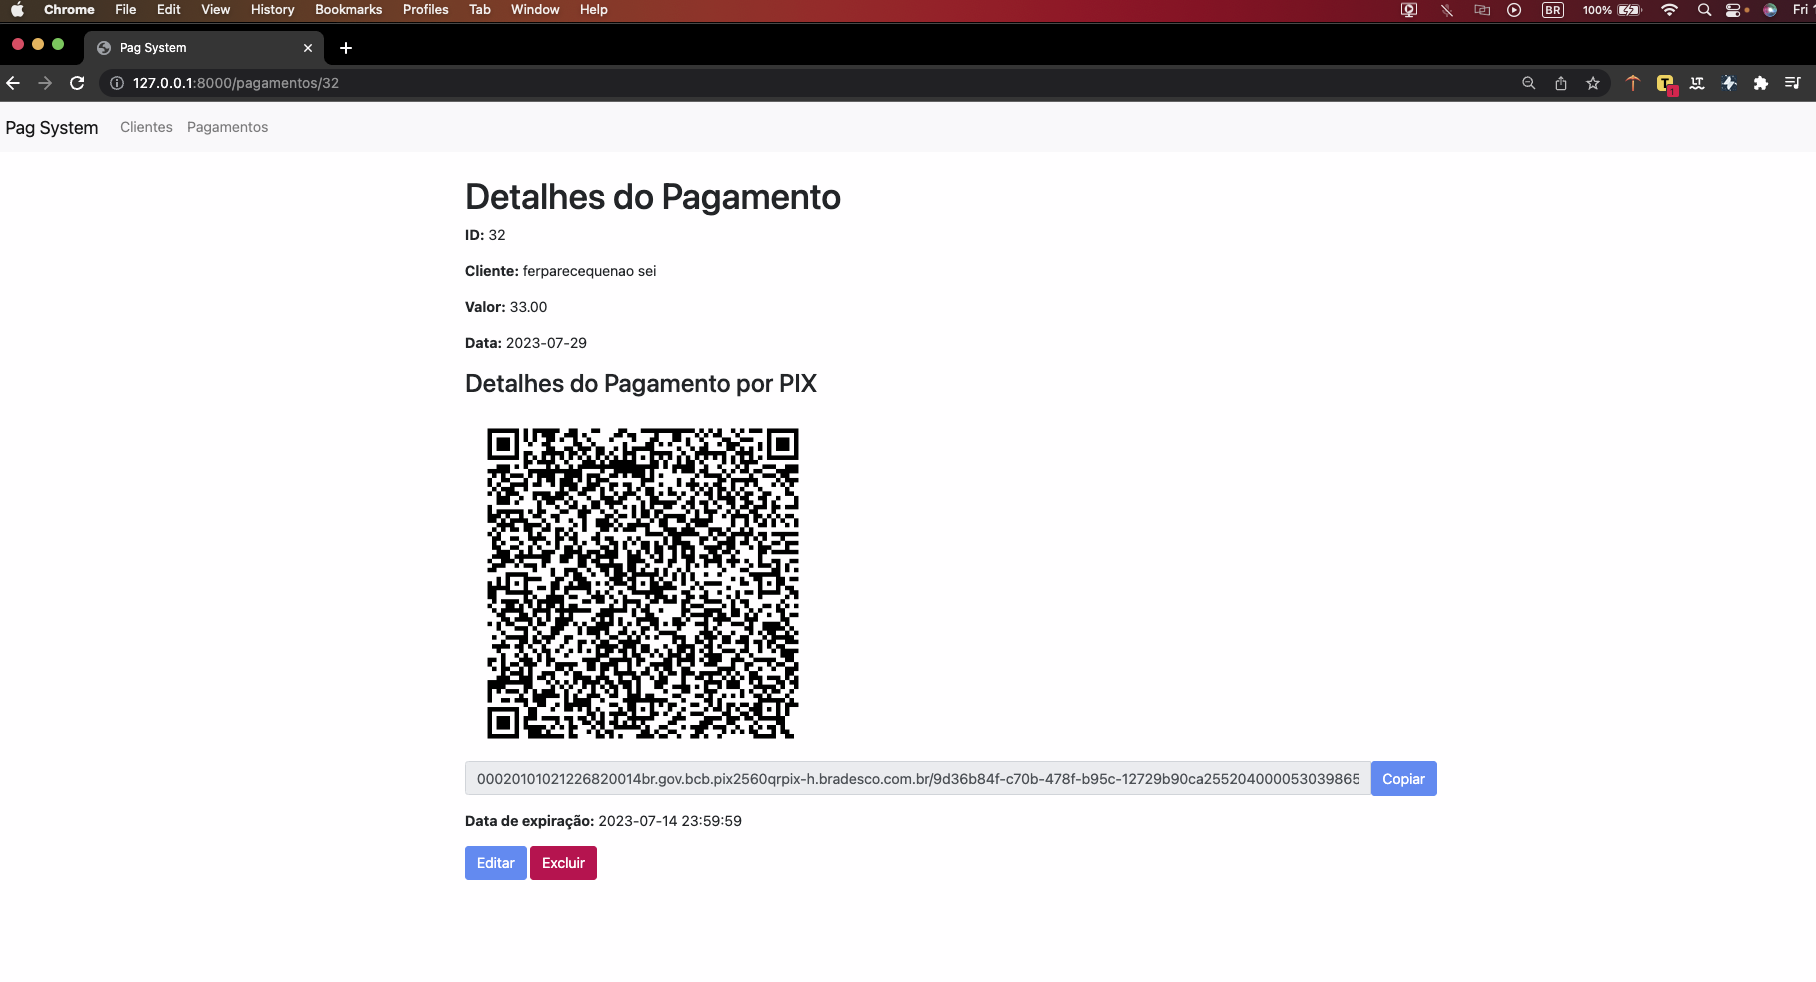 Chrome File Edit View History Bookmarks Profiles Tab Window Help BR 100% Fri
Pag System
127.0.0.1:8000/pagamentos/32
Pag System Clientes Pagamentos
Detalhes do Pagamento
ID: 32
Cliente: ferparecequenao sei
Valor: 33.00
Data: 2023-07-29
Detalhes do Pagamento por PIX
00020101021226820014br.gov.bcb.pix2560qrpix-h.bradesco.com.br/9d36b84f-c70b-478f-b95c-12729b90ca255204000053039865 Copiar
Data de expiração: 2023-07-14 23:59:59
Editar Excluir